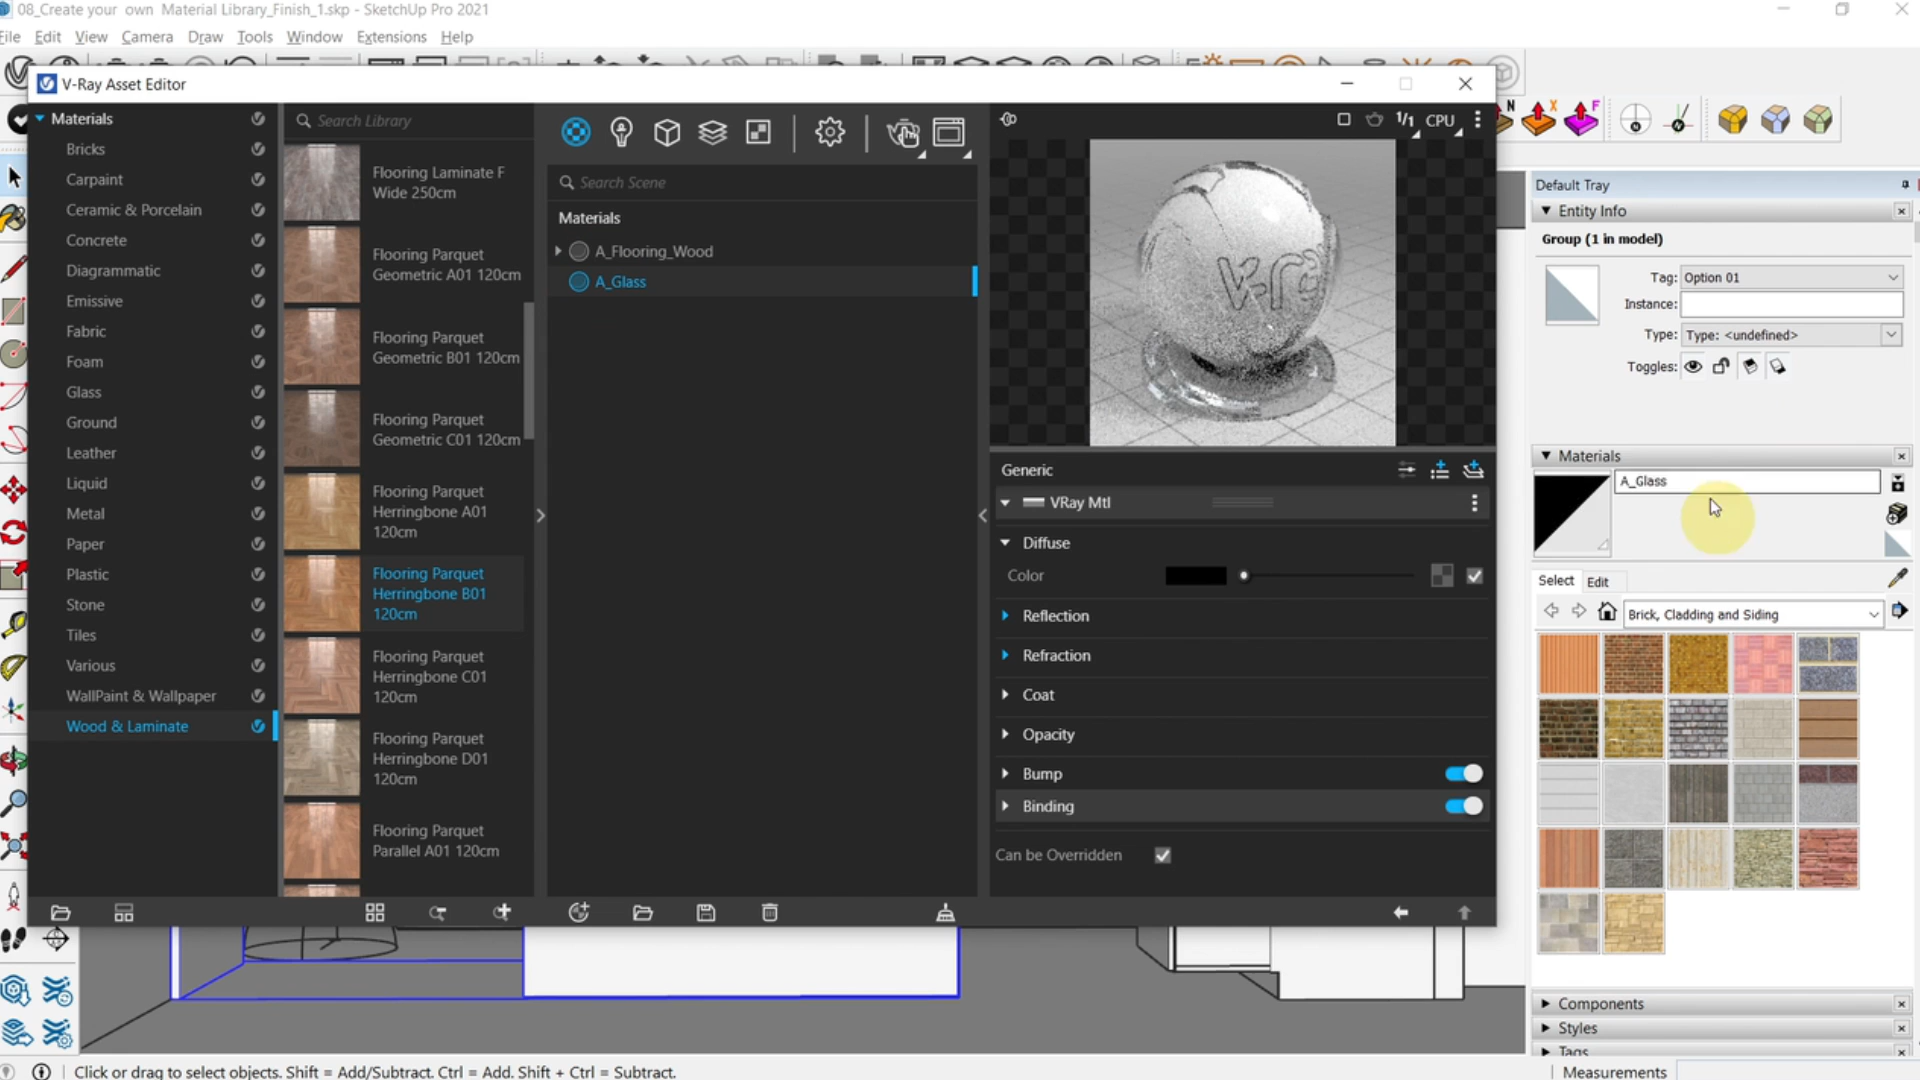 08_Create your own Material Library_Finish_1.skp - SketchUp Pro 2021
File Edit View Camera Draw Tools Window Extensions Help
V-Ray Asset Editor
Materials
Bricks
Carpaint
Ceramic & Porcelain
Concrete
Diagrammatic
Emissive
Fabric
Foam
Glass
Ground
Leather
Liquid
Metal
Paper
Plastic
Stone
Tiles
Various
WallPaint & Wallpaper
Wood & Laminate
Search Library
Flooring Laminate F
Wide 250cm
Flooring Parquet
Geometric A01 120cm
Flooring Parquet
Geometric B01 120cm
Flooring Parquet
Geometric C01 120cm
Flooring Parquet
Herringbone A01
120cm
Flooring Parquet
Herringbone B01
120cm
Flooring Parquet
Herringbone C01
120cm
Flooring Parquet
Herringbone D01
120cm
Flooring Parquet
Parallel A01 120cm
Search Scene
Materials
A_Flooring_Wood
A_Glass
1/1 CPU
v-ra
Generic
VRay Mtl
Diffuse
Color
Reflection
Refraction
Coat
Opacity
Bump
Binding
Can be Overridden
N X F
Default Tray
Entity Info
Group (1 in model)
Tag: Option 01
Instance:
Type: Type: <undefined>
Toggles:
Materials
A_Glass
Select Edit
Brick, Cladding and Siding
Components
Styles
Tags
Click or drag to select objects. Shift = Add/Subtract. Ctrl = Add. Shift + Ctrl = Subtract.
Measurements